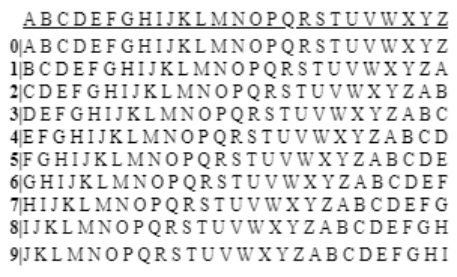 A B C D E F G H I J K L M N O P Q R S T U V W X Y Z
0|A B C D E F G H I J K L M N O P Q R S T U V W X Y Z
1|B C D E F G H I J K L M N O P Q R S T U V W X Y Z A
2|C D E F G H I J K L M N O P Q R S T U V W X Y Z A B
3|D E F G H I J K L M N O P Q R S T U V W X Y Z A B C
4|E F G H I J K L M N O P Q R S T U V W X Y Z A B C D
5|F G H I J K L M N O P Q R S T U V W X Y Z A B C D E
6|G H I J K L M N O P Q R S T U V W X Y Z A B C D E F
7|H I J K L M N O P Q R S T U V W X Y Z A B C D E F G
8|I J K L M N O P Q R S T U V W X Y Z A B C D E F G H
9|J K L M N O P Q R S T U V W X Y Z A B C D E F G H I